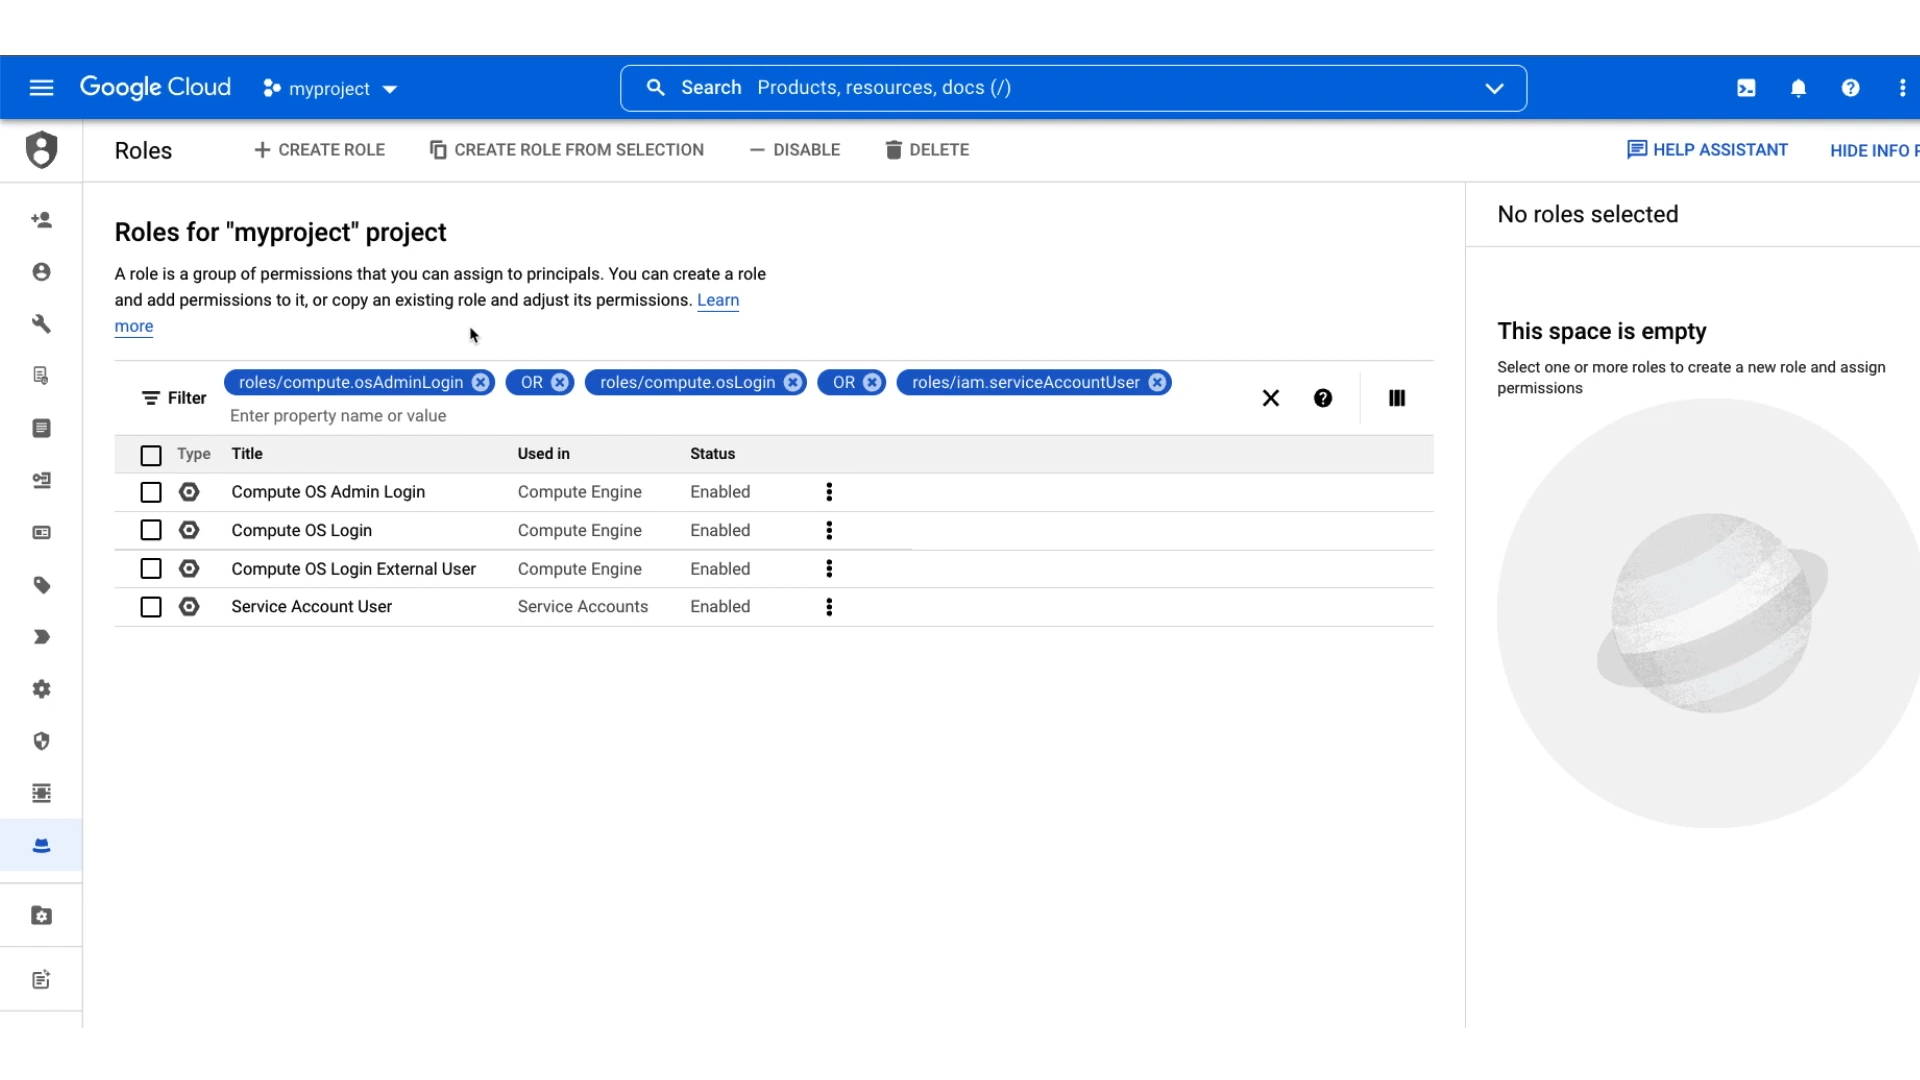 Google Cloud myproject Search Products, resources, docs (/)
Roles CREATE ROLE CREATE ROLE FROM SELECTION DISABLE DELETE HELP ASSISTANT HIDE INFO P
Roles for "myproject" project
A role is a group of permissions that you can assign to principals. You can create a role
and add permissions to it, or copy an existing role and adjust its permissions. Learn
more
Filter roles/compute.osAdminLogin OR roles/compute.osLogin OR roles/iam.serviceAccountUser
Enter property name or value
Type Title Used in Status
Compute OS Admin Login Compute Engine Enabled
Compute OS Login Compute Engine Enabled
Compute OS Login External User Compute Engine Enabled
Service Account User Service Accounts Enabled
No roles selected
This space is empty
Select one or more roles to create a new role and assign
permissions